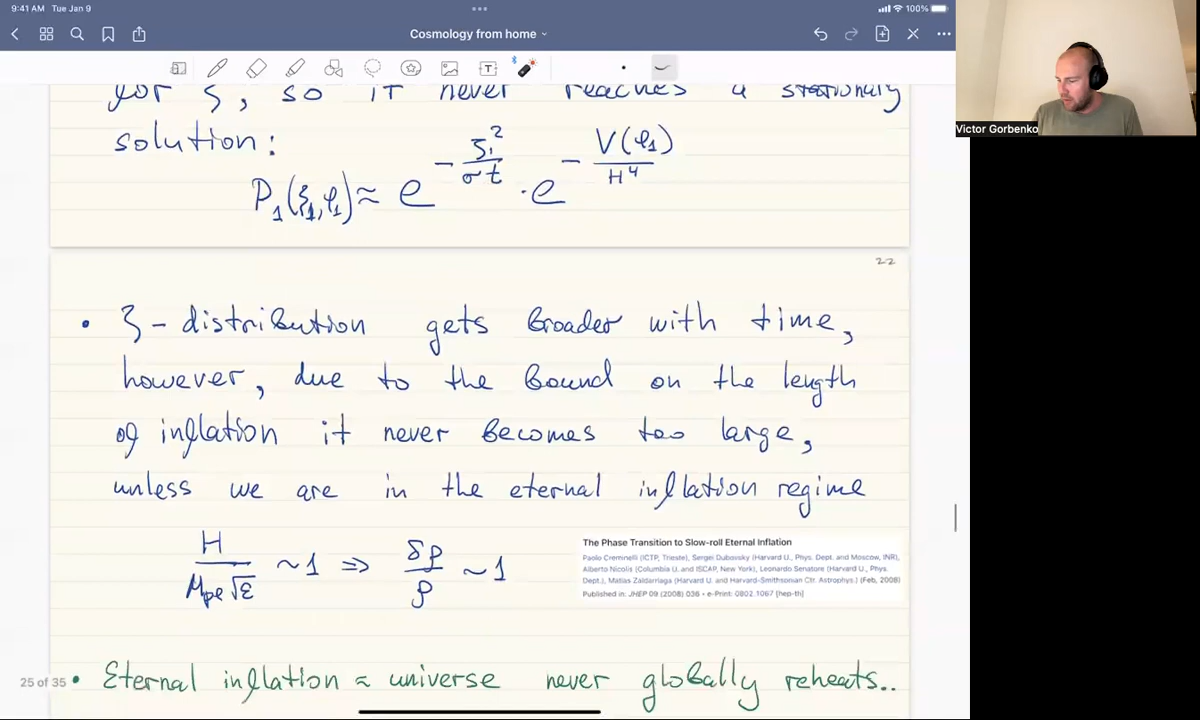 9:41 AM Tue Jan 9
100%
Cosmology from home
for ζ, so it never reaches a stationary
solution:
P₁(ξ₁,φ₁) ≈ e^{-ξ₁²/σt} · e^{-V(φ₁)/H⁴}
22
• ζ - distribution gets broader with time,
however, due to the bound on the length
of inflation it never becomes too large,
unless we are in the eternal inflation regime
H/(M_{pe}√ε) ~1 ⇒ δρ/ρ ~1
The Phase Transition to Slow-roll Eternal Inflation
Paolo Creminelli (ICTP, Trieste), Sergei Dubovsky (Harvard U., Phys. Dept. and Moscow, INR),
Alberto Nicolis (Columbia U. and ISCAP, New York), Leonardo Senatore (Harvard U., Phys.
Dept.), Matias Zaldarriaga (Harvard U. and Harvard-Smithsonian Ctr. Astrophys.) (Feb, 2008)
Published in: JHEP 09 (2008) 036 • e-Print: 0802.1067 [hep-th]
25 of 35
• Eternal inflation ≈ universe never globally reheats..
Victor Gorbenko